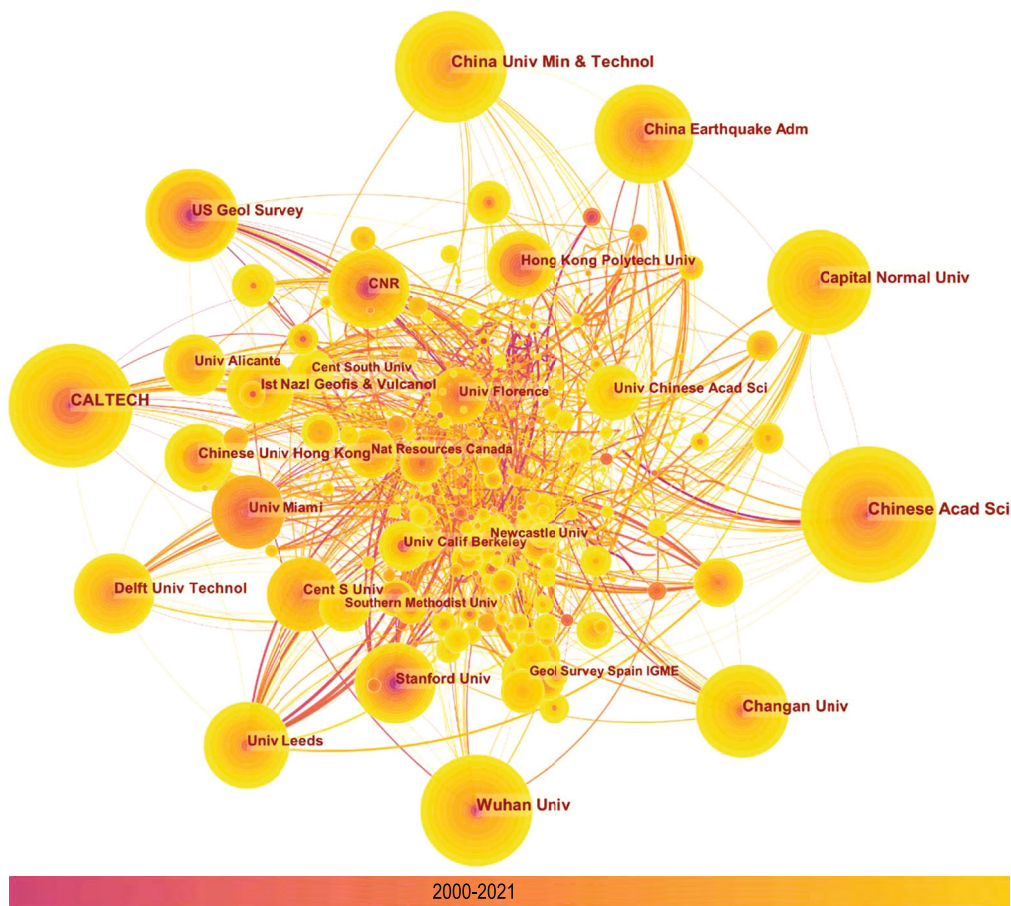 China Univ Min & Technol
China Earthquake Adm
US Geol Survey
Hong Kong Polytech Univ
Capital Normal Univ
CNR
Univ Alicante
Cent South Univ
Ist Nazl Geofis & Vulcanol
Univ Florence
Univ Chinese Acad Sci
CALTECH
Chinese Univ Hong Kong
Nat Resources Canada
Univ Miami
Chinese Acad Sci
Newcastle Univ
Univ Calif Berkeley
Delft Univ Technol
Cent S Univ
Southern Methodist Univ
Stanford Univ
Geol Survey Spain IGME
Changan Univ
Univ Leeds
Wuhan Univ
2000-2021